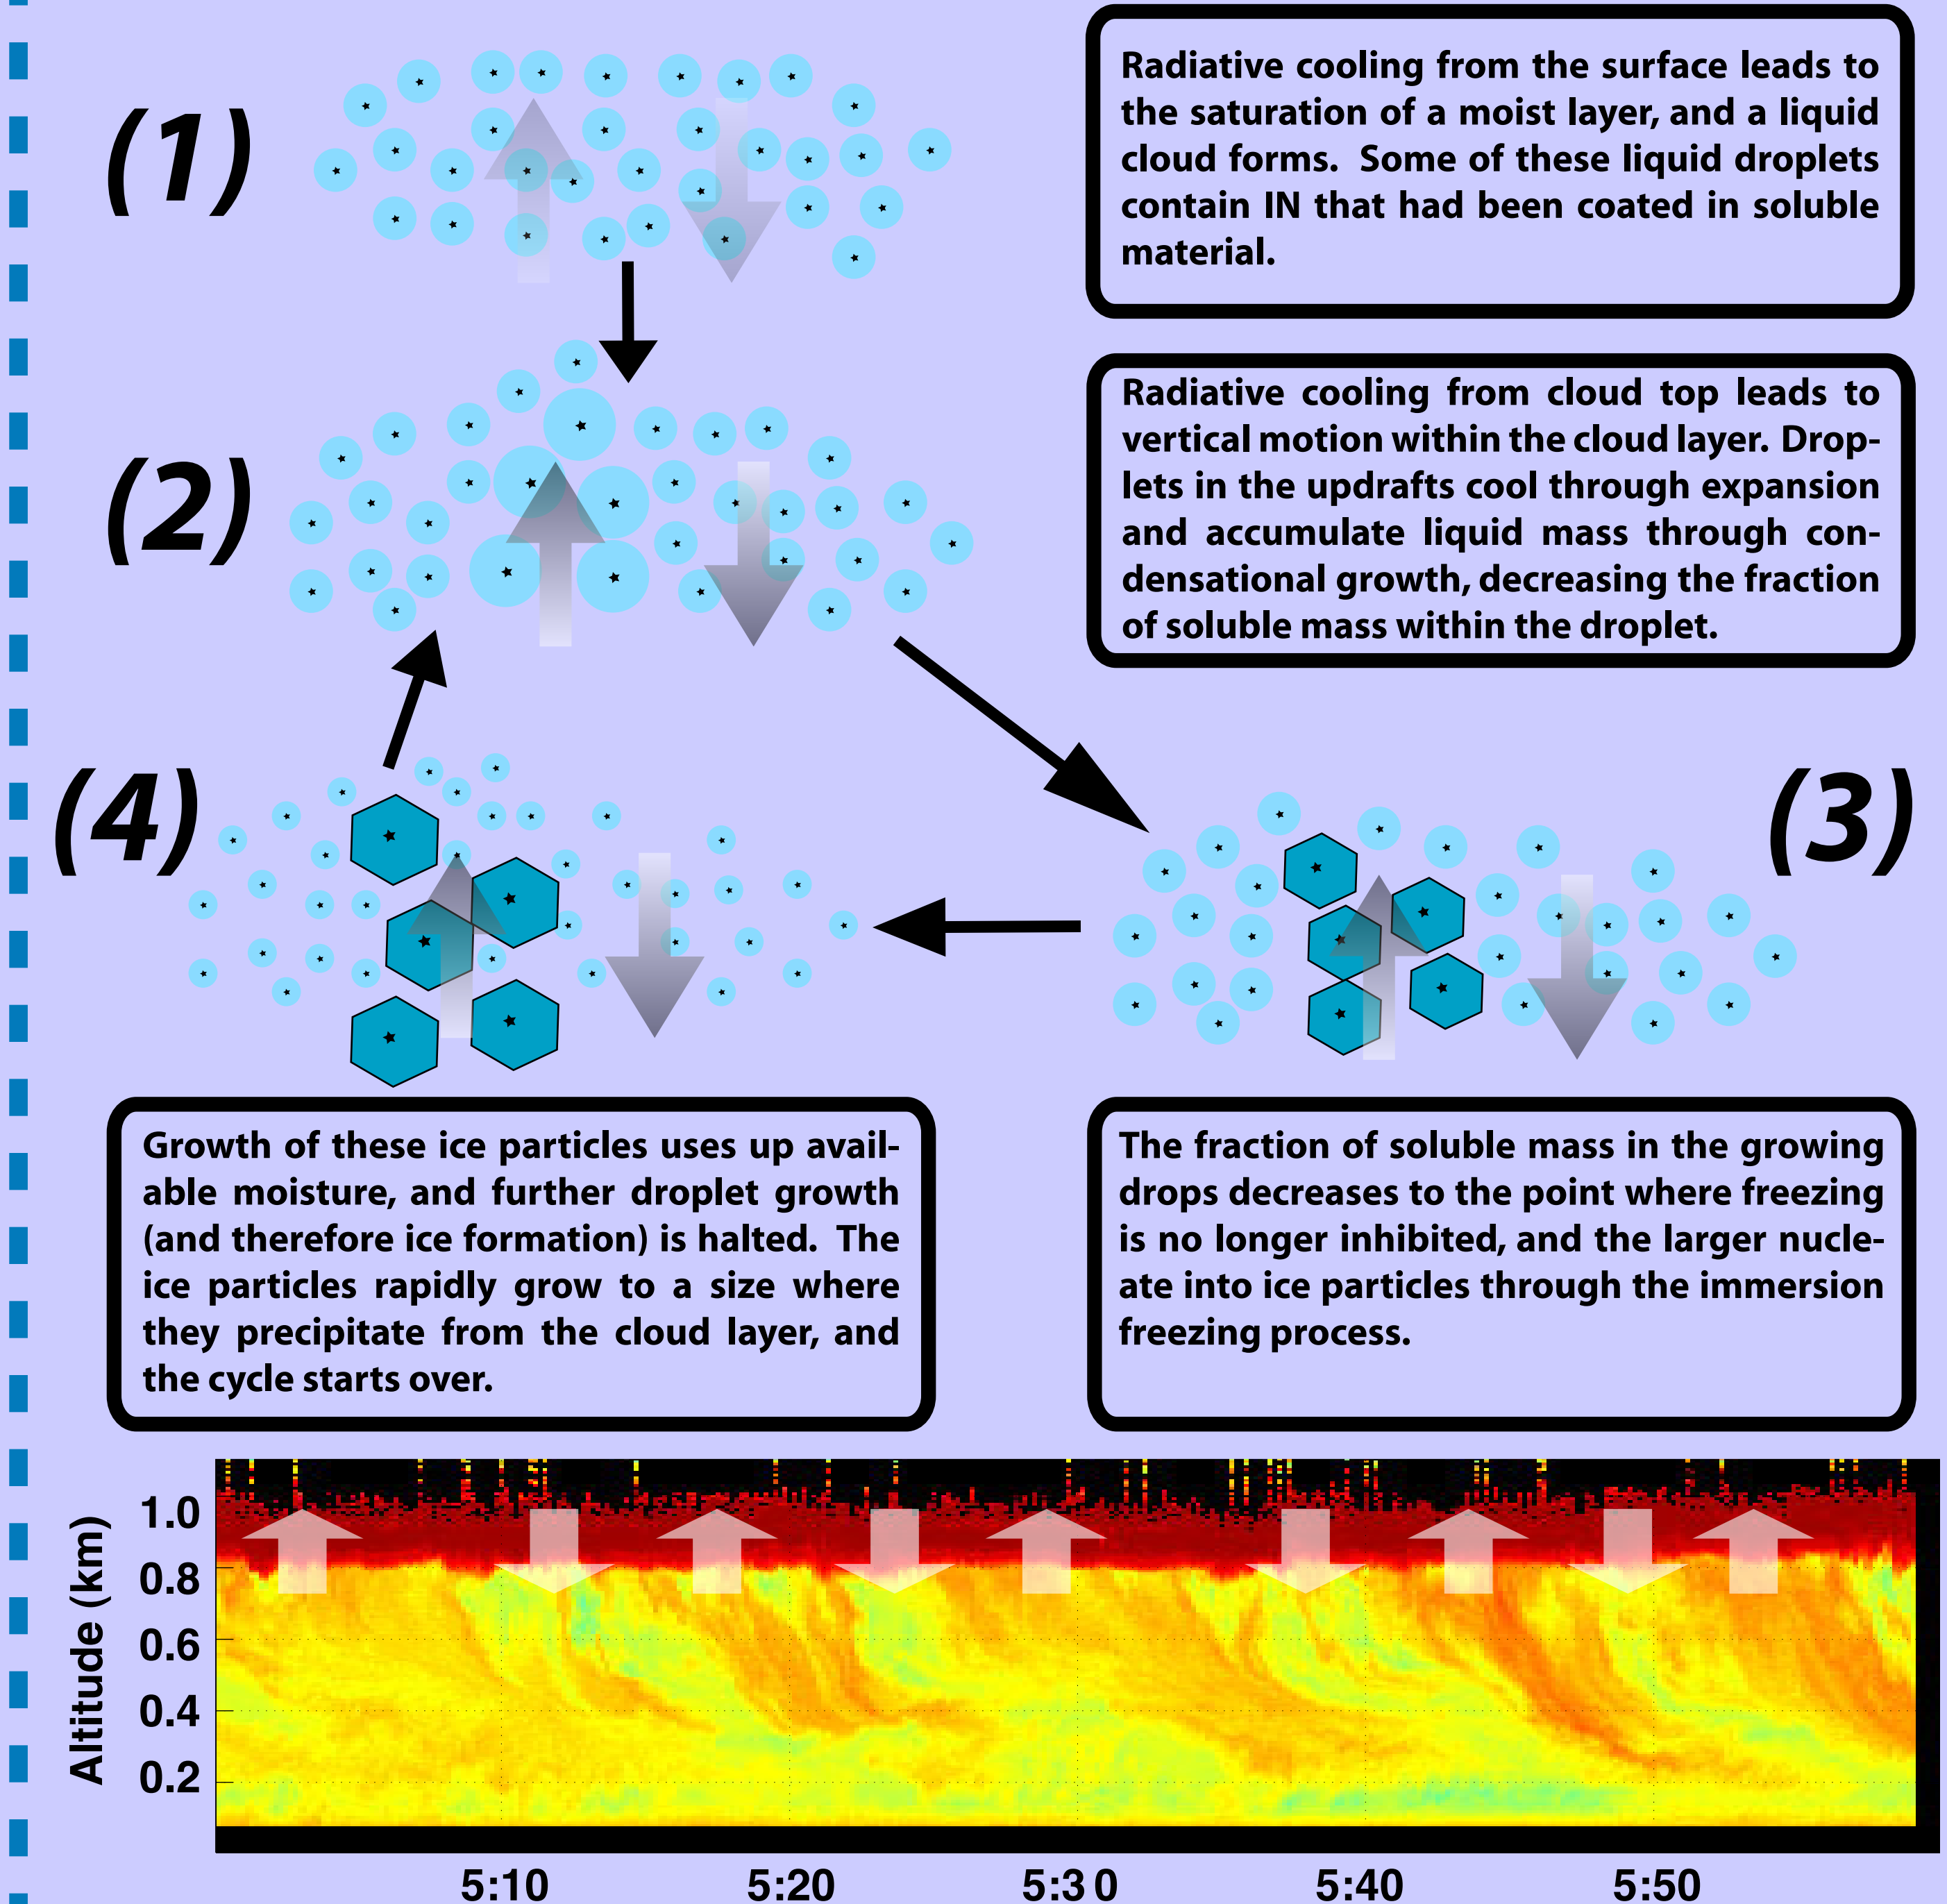 (1)
Radiative cooling from the surface leads to
the saturation of a moist layer, and a liquid
cloud forms. Some of these liquid droplets
contain IN that had been coated in soluble
material.
(2)
Radiative cooling from cloud top leads to
vertical motion within the cloud layer. Drop-
lets in the updrafts cool through expansion
and accumulate liquid mass through con-
densational growth, decreasing the fraction
of soluble mass within the droplet.
(4)
(3)
Growth of these ice particles uses up avail-
able moisture, and further droplet growth
(and therefore ice formation) is halted. The
ice particles rapidly grow to a size where
they precipitate from the cloud layer, and
the cycle starts over.
The fraction of soluble mass in the growing
drops decreases to the point where freezing
is no longer inhibited, and the larger nucle-
ate into ice particles through the immersion
freezing process.
Altitude (km)
1.0
0.8
0.6
0.4
0.2
5:10 5:20 5:30 5:40 5:50